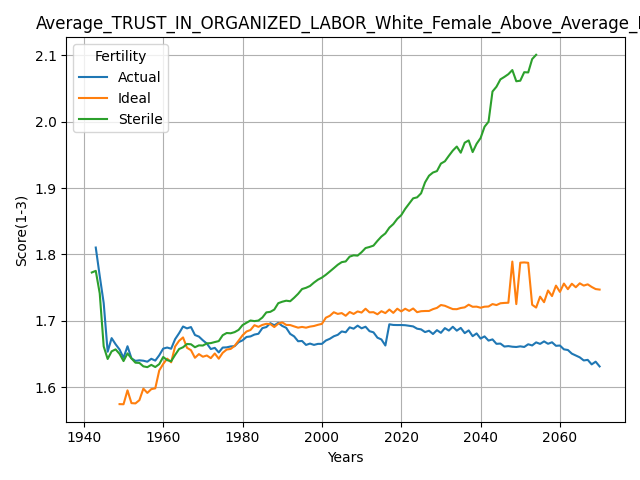 Average_TRUST_IN_ORGANIZED_LABOR_White_Female_Above_Average_
Fertility
Actual
Ideal
Sterile
Score(1-3)
2.1
2.0
1.9
1.8
1.7
1.6
1940 1960 1980 2000 2020 2040 2060
Years